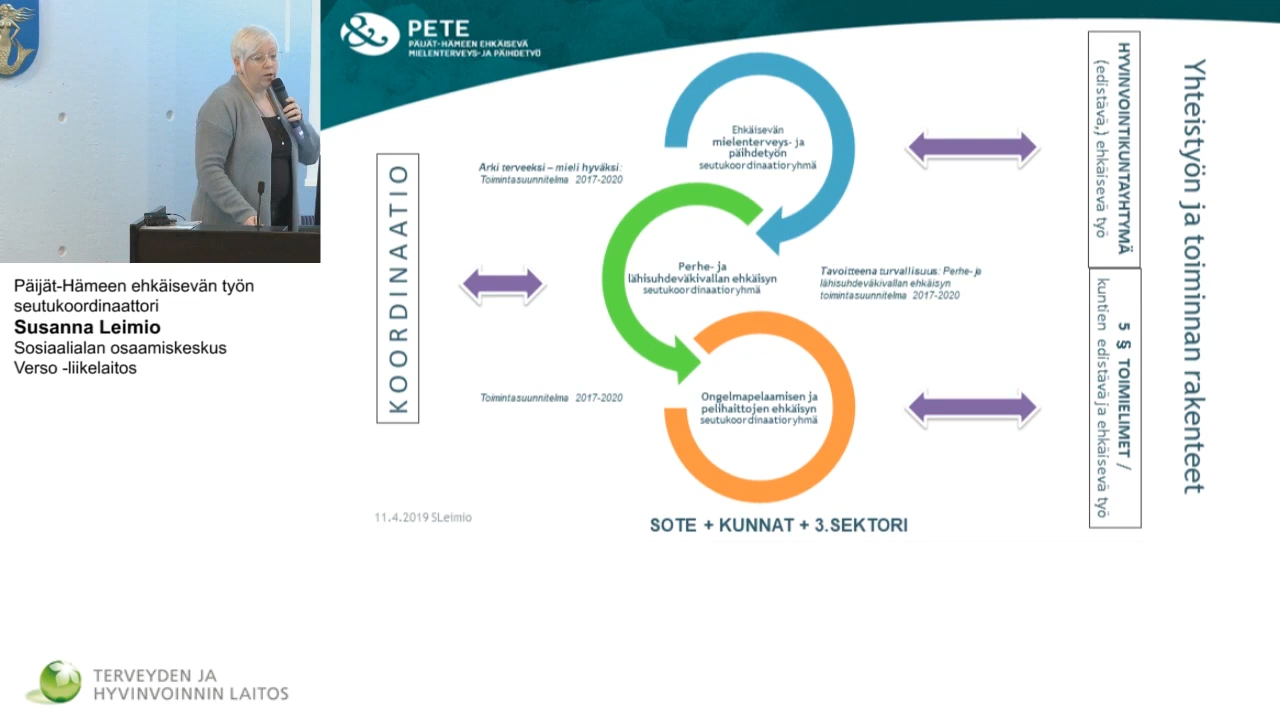 PETE
PÄIJÄT-HÄMEEN EHKÄISEVÄ
MIELENTERVEYS- JA PÄIHDETYÖ
Päijät-Hämeen ehkäisevän työn
seutukoordinaattori
Susanna Leimio
Sosiaalialan osaamiskeskus
Verso -liikelaitos
KOORDINAATIO
Arki terveeksi – mieli hyväksi:
Toimintasuunnitelma 2017-2020
Ehkäisevän
mielenterveys- ja
päihdetyön
seutukoordinaatioryhmä
Perhe- ja
lähisuhdeväkivallan ehkäisyn
seutukoordinaatioryhmä
Tavoitteena turvallisuus: Perhe- ja
lähisuhdeväkivallan ehkäisyn
toimintasuunnitelma 2017-2020
Toimintasuunnitelma 2017-2020
Ongelmapelaamisen ja
pelihaittojen ehkäisyn
seutukoordinaatioryhmä
HYVINVOINTIKUNTAYHTYMÄ
(edistävä,) ehkäisevä työ
5 § TOIMIELIMET /
kuntien edistävä ja ehkäisevä työ
Yhteistyön ja toiminnan rakenteet
11.4.2019 SLeimio
SOTE + KUNNAT + 3.SEKTORI
TERVEYDEN JA
HYVINVOINNIN LAITOS